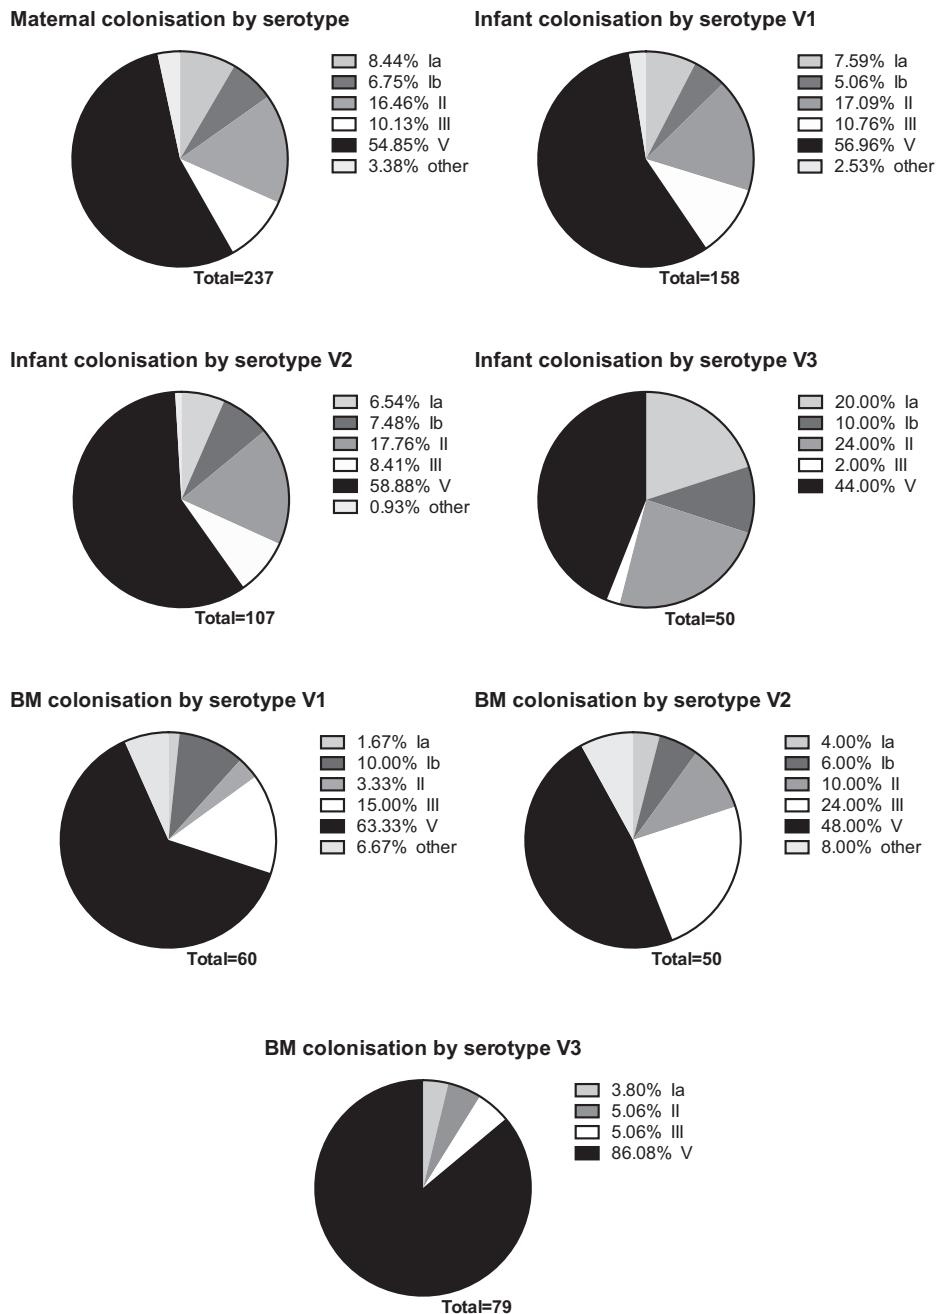 Maternal colonisation by serotype
8.44% Ia
6.75% Ib
16.46% II
10.13% III
54.85% V
3.38% other
Total=237
Infant colonisation by serotype V1
7.59% Ia
5.06% Ib
17.09% II
10.76% III
56.96% V
2.53% other
Total=158
Infant colonisation by serotype V2
6.54% Ia
7.48% Ib
17.76% II
8.41% III
58.88% V
0.93% other
Total=107
Infant colonisation by serotype V3
20.00% Ia
10.00% Ib
24.00% II
2.00% III
44.00% V
Total=50
BM colonisation by serotype V1
1.67% Ia
10.00% Ib
3.33% II
15.00% III
63.33% V
6.67% other
Total=60
BM colonisation by serotype V2
4.00% Ia
6.00% Ib
10.00% II
24.00% III
48.00% V
8.00% other
Total=50
BM colonisation by serotype V3
3.80% Ia
5.06% II
5.06% III
86.08% V
Total=79